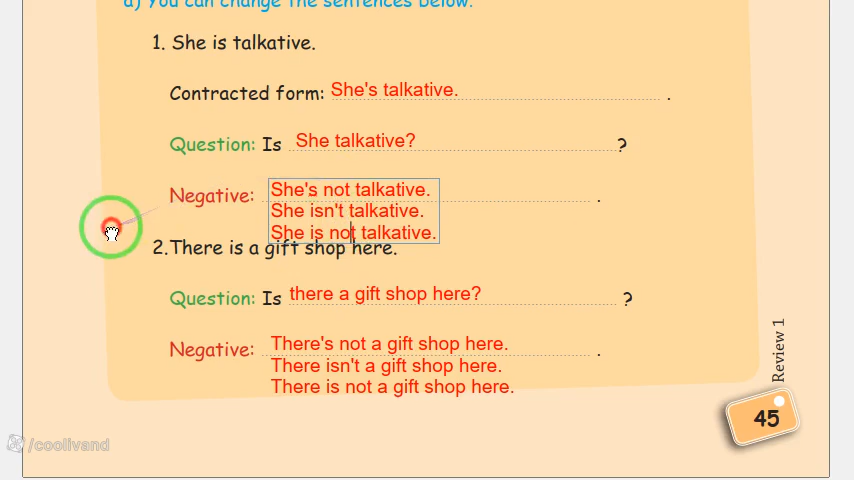 a) You can change the sentences below.
1. She is talkative.
Contracted form: She's talkative. .
Question: Is She talkative? ?
Negative: She's not talkative. .
She isn't talkative.
She is not talkative.
2.There is a gift shop here.
Question: Is there a gift shop here? ?
Negative: There's not a gift shop here. .
There isn't a gift shop here.
There is not a gift shop here.
Review 1
45
/coolivand